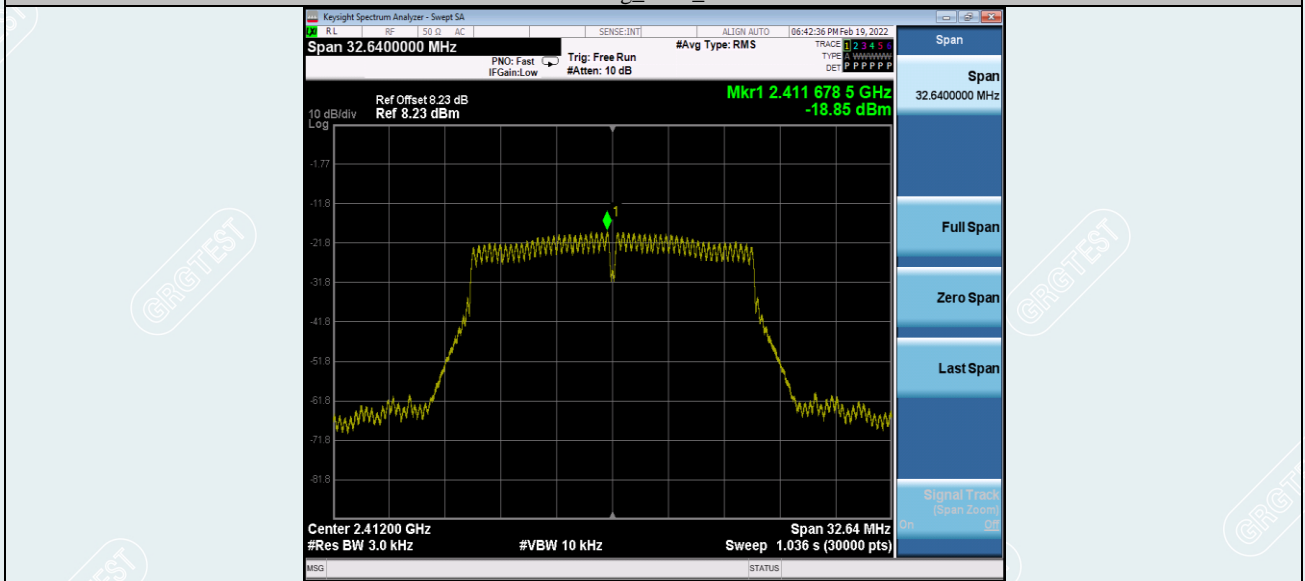 Keysight Spectrum Analyzer - Swept SA
RL RF 50 Ω AC SENSE:INT ALIGN AUTO 06:42:36 PM Feb 19, 2022
Span 32.6400000 MHz
#Avg Type: RMS
TRACE 1 2 3 4 5 6
PNO: Fast Trig: Free Run
TYPE A WWWWW
IFGain:Low #Atten: 10 dB
DET P P P P P P
Mkr1 2.411 678 5 GHz
-18.85 dBm
Ref Offset 8.23 dB
10 dB/div Ref 8.23 dBm
Log
-1.77
-11.8
1
-21.8
-31.8
-41.8
-51.8
-61.8
-71.8
-81.8
Center 2.41200 GHz Span 32.64 MHz
#Res BW 3.0 kHz #VBW 10 kHz Sweep 1.036 s (30000 pts)
MSG STATUS
Span
Span
32.6400000 MHz
Full Span
Zero Span
Last Span
Signal Track
(Span Zoom)
On Off
GRGTEST
GRGTEST
GRGTEST
GRGTEST